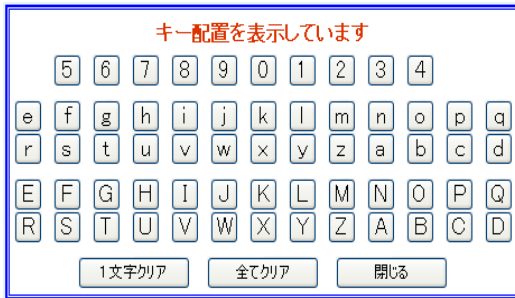 キー配置を表示しています
5 6 7 8 9 0 1 2 3 4
e f g h i j k l m n o p q
r s t u v w x y z a b c d
E F G H I J K L M N O P Q
R S T U V W X Y Z A B C D
1文字クリア 全てクリア 閉じる